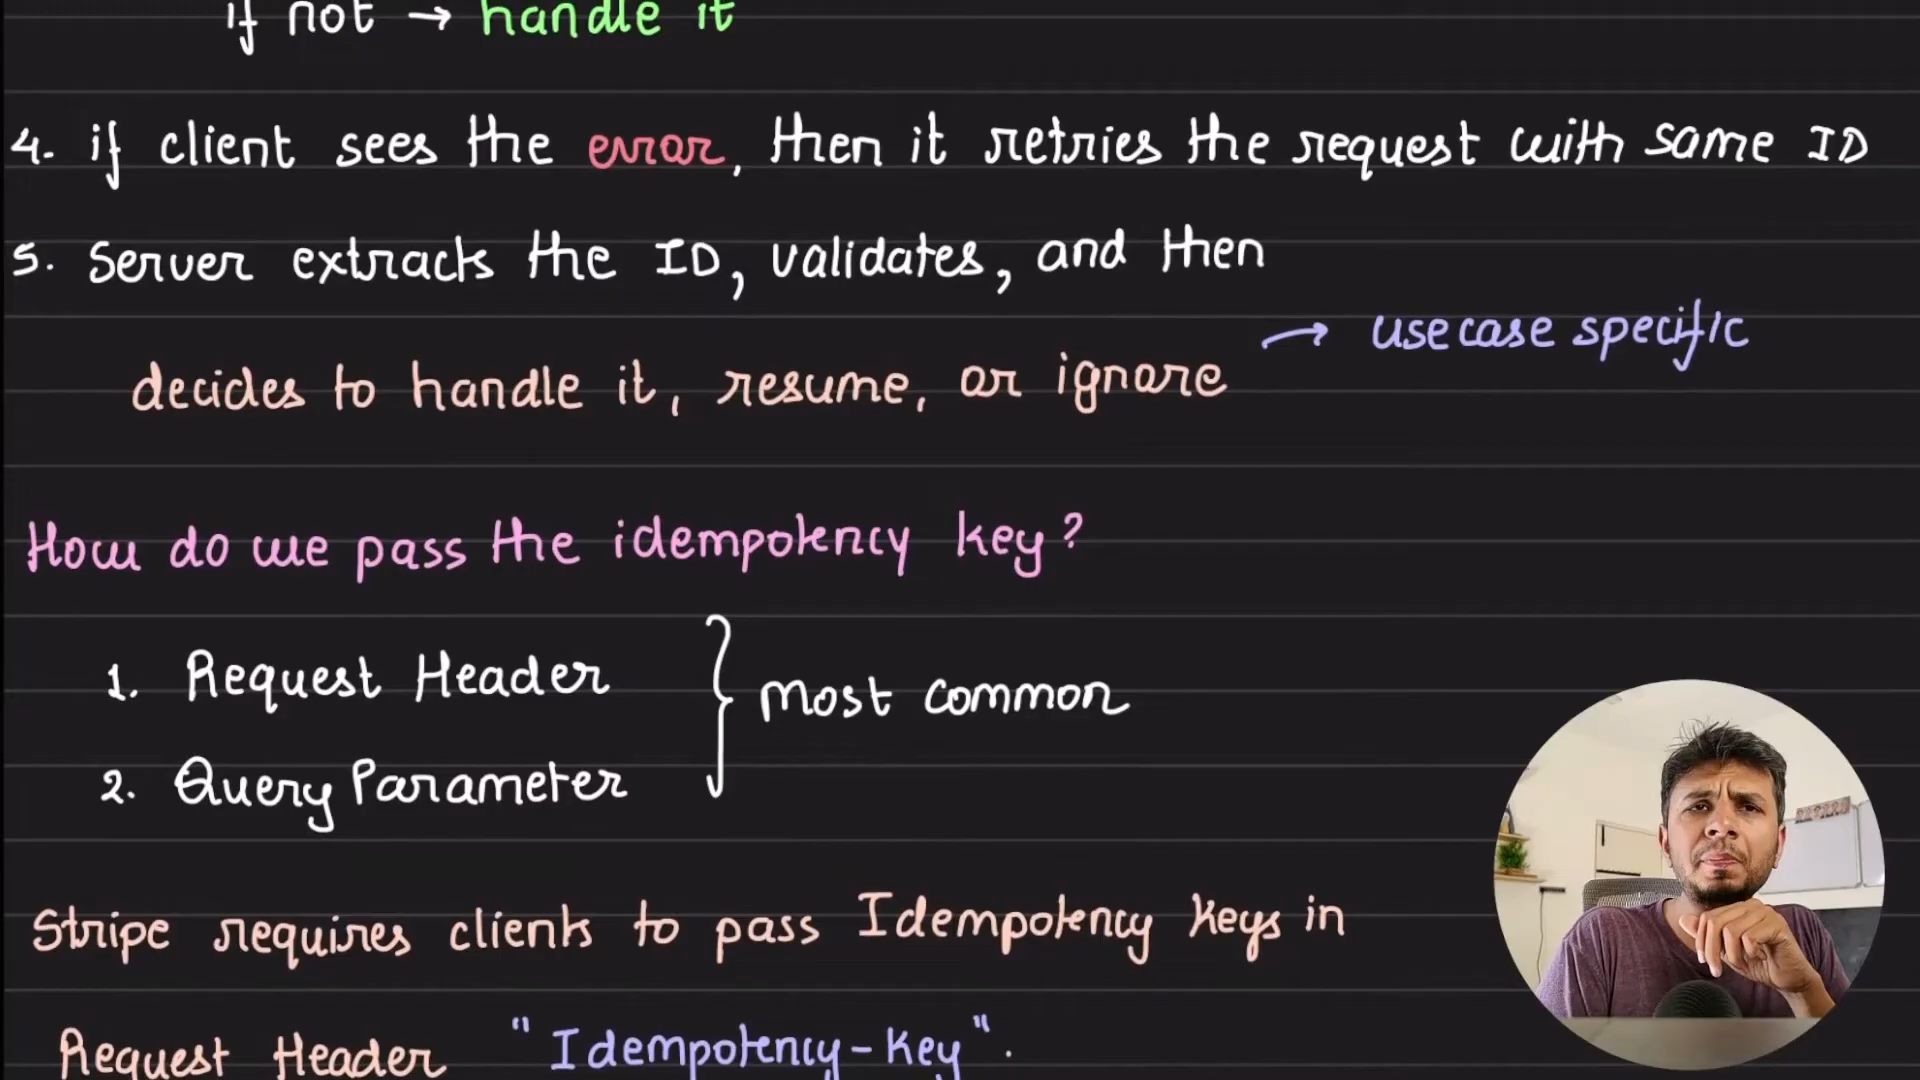 if not → handle it
4. if client sees the error, then it retries the request with same ID
5. Server extracts the ID, validates, and then
→ usecase specific
decides to handle it, resume, or ignore
How do we pass the idempotency key?
1. Request Header
} most common
2. Query Parameter
Stripe requires clients to pass Idempotency Keys in
Request Header "Idempotency-Key".